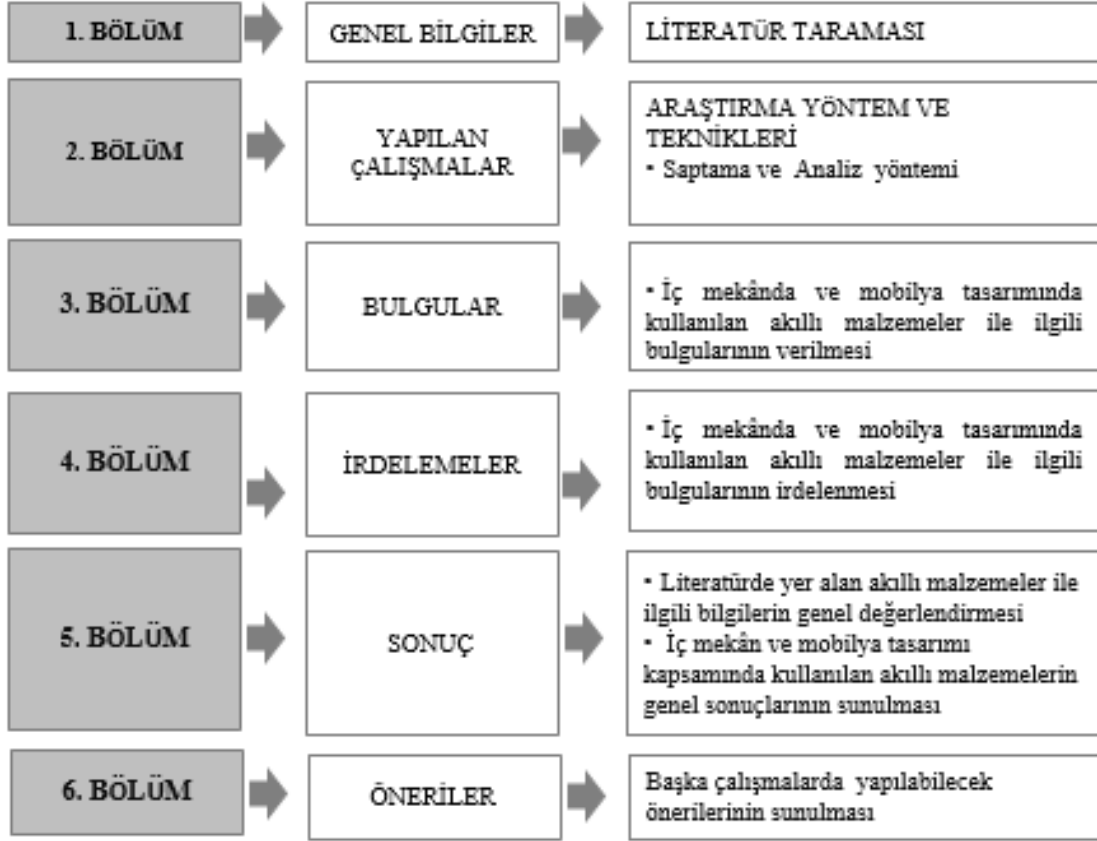 1. BÖLÜM
GENEL BİLGİLER
LİTERATÜR TARAMASI
2. BÖLÜM
YAPILAN
ÇALIŞMALAR
ARAŞTIRMA YÖNTEM VE
TEKNİKLERİ
▪ Saptama ve Analiz yöntemi
3. BÖLÜM
BULGULAR
▪ İç mekânda ve mobilya tasarımında
kullanılan akıllı malzemeler ile ilgili
bulgularının verilmesi
4. BÖLÜM
İRDELEMELER
▪ İç mekânda ve mobilya tasarımında
kullanılan akıllı malzemeler ile ilgili
bulgularının irdelenmesi
5. BÖLÜM
SONUÇ
▪ Literatürde yer alan akıllı malzemeler ile
ilgili bilgilerin genel değerlendirmesi
▪ İç mekân ve mobilya tasarımı
kapsamında kullanılan akıllı malzemelerin
genel sonuçlarının sunulması
6. BÖLÜM
ÖNERİLER
Başka çalışmalarda yapılabilecek
önerilerinin sunulması